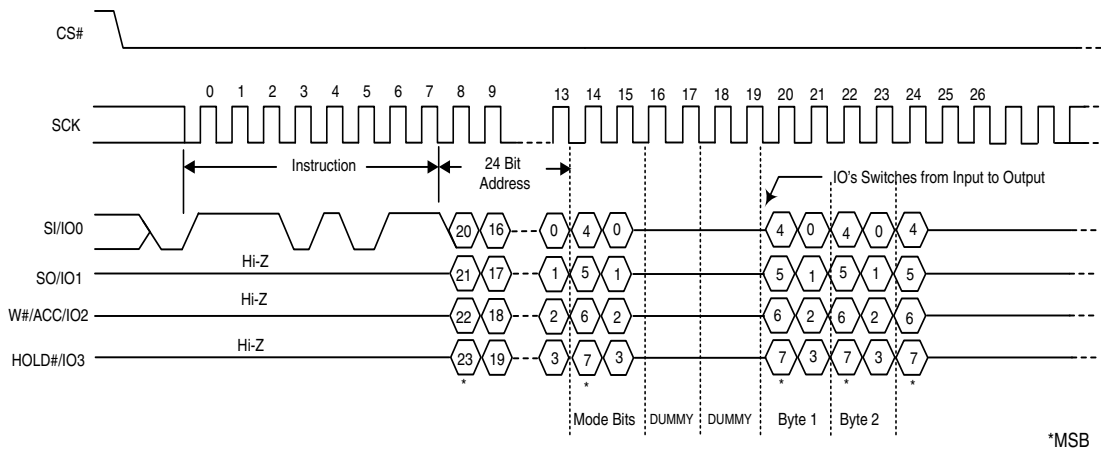 CS#
0 1 2 3 4 5 6 7 8 9 13 14 15 16 17 18 19 20 21 22 23 24 25 26
SCK
Instruction
24 Bit
Address
IO's Switches from Input to Output
SI/IO0
20 16 0 4 0 4 0 4 0 4
Hi-Z
SO/IO1
21 17 1 5 1 5 1 5 1 5
Hi-Z
W#/ACC/IO2
22 18 2 6 2 6 2 6 2 6
Hi-Z
HOLD#/IO3
23 19 3 7 3 7 3 7 3 7
* * * * *
Mode Bits DUMMY DUMMY Byte 1 Byte 2
*MSB